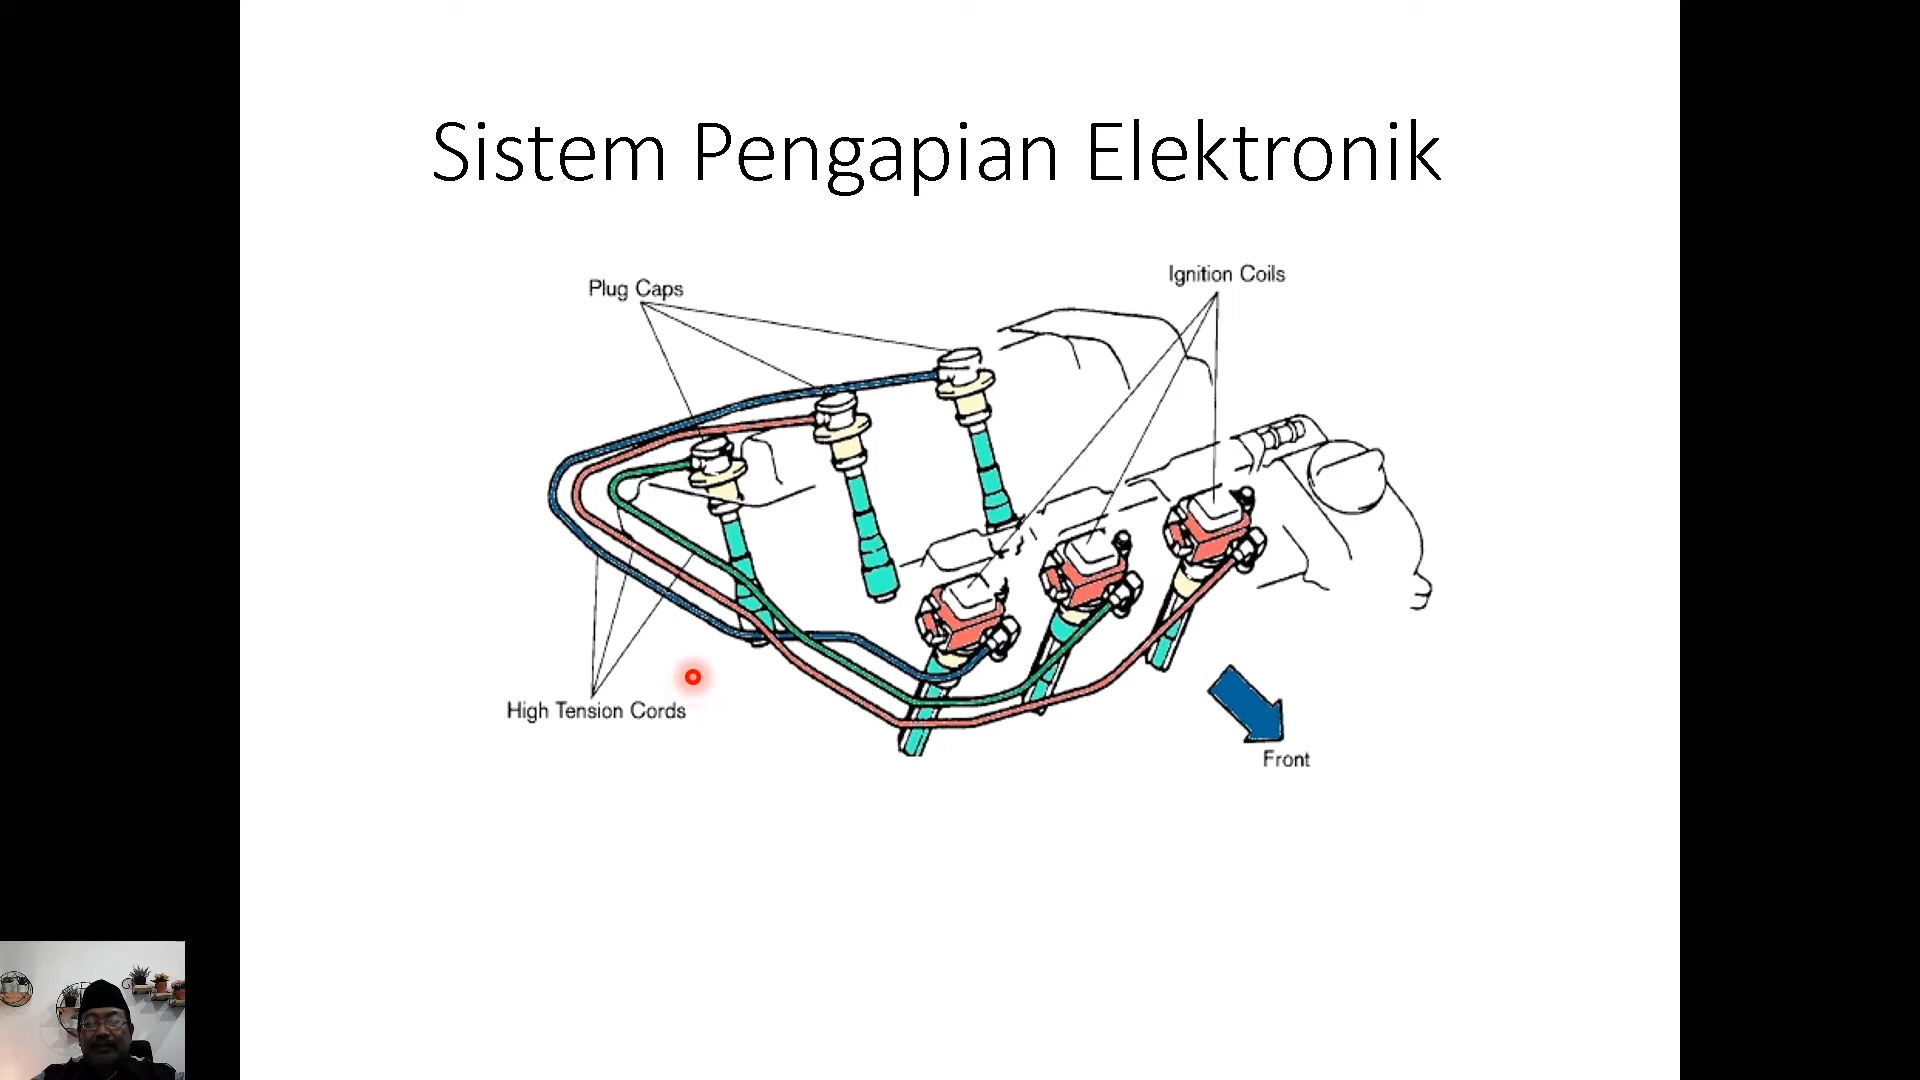 Sistem Pengapian Elektronik
Ignition Coils
Plug Caps
High Tension Cords
Front